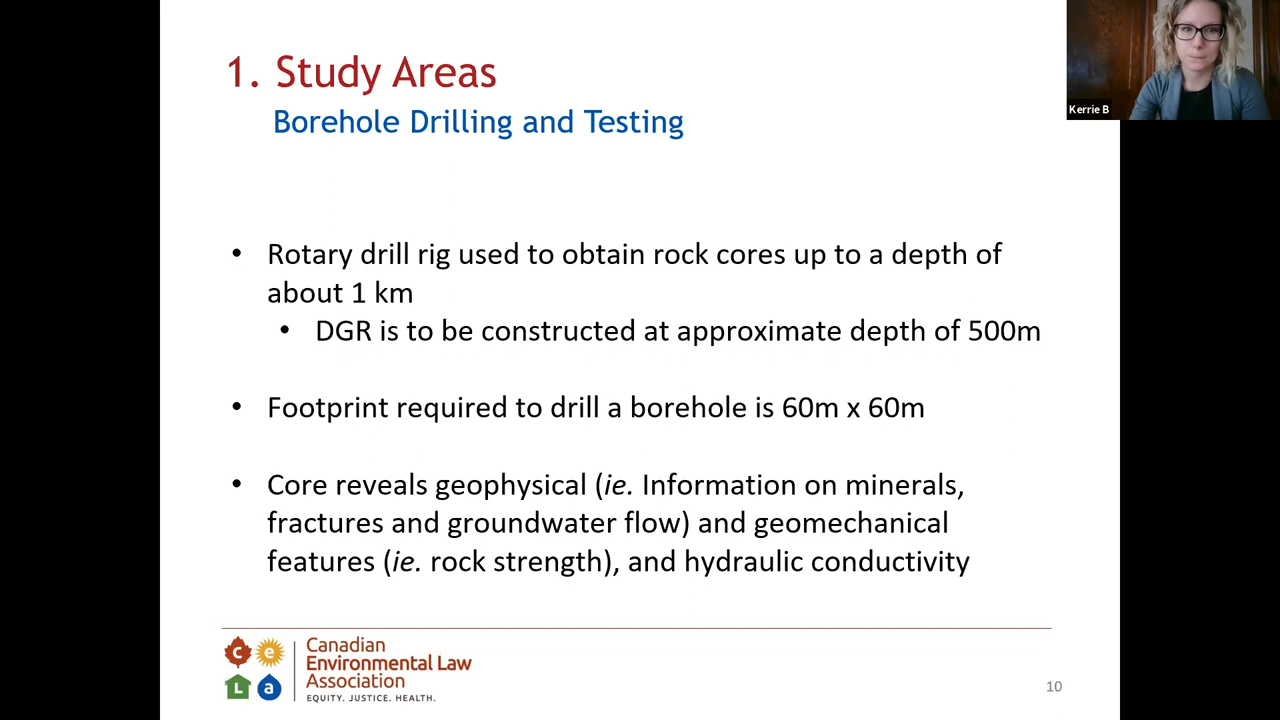 1. Study Areas
Borehole Drilling and Testing
Kerrie B
• Rotary drill rig used to obtain rock cores up to a depth of
about 1 km
• DGR is to be constructed at approximate depth of 500m
• Footprint required to drill a borehole is 60m x 60m
• Core reveals geophysical (ie. Information on minerals,
fractures and groundwater flow) and geomechanical
features (ie. rock strength), and hydraulic conductivity
c e
L a
Canadian
Environmental Law
Association
EQUITY. JUSTICE. HEALTH.
10